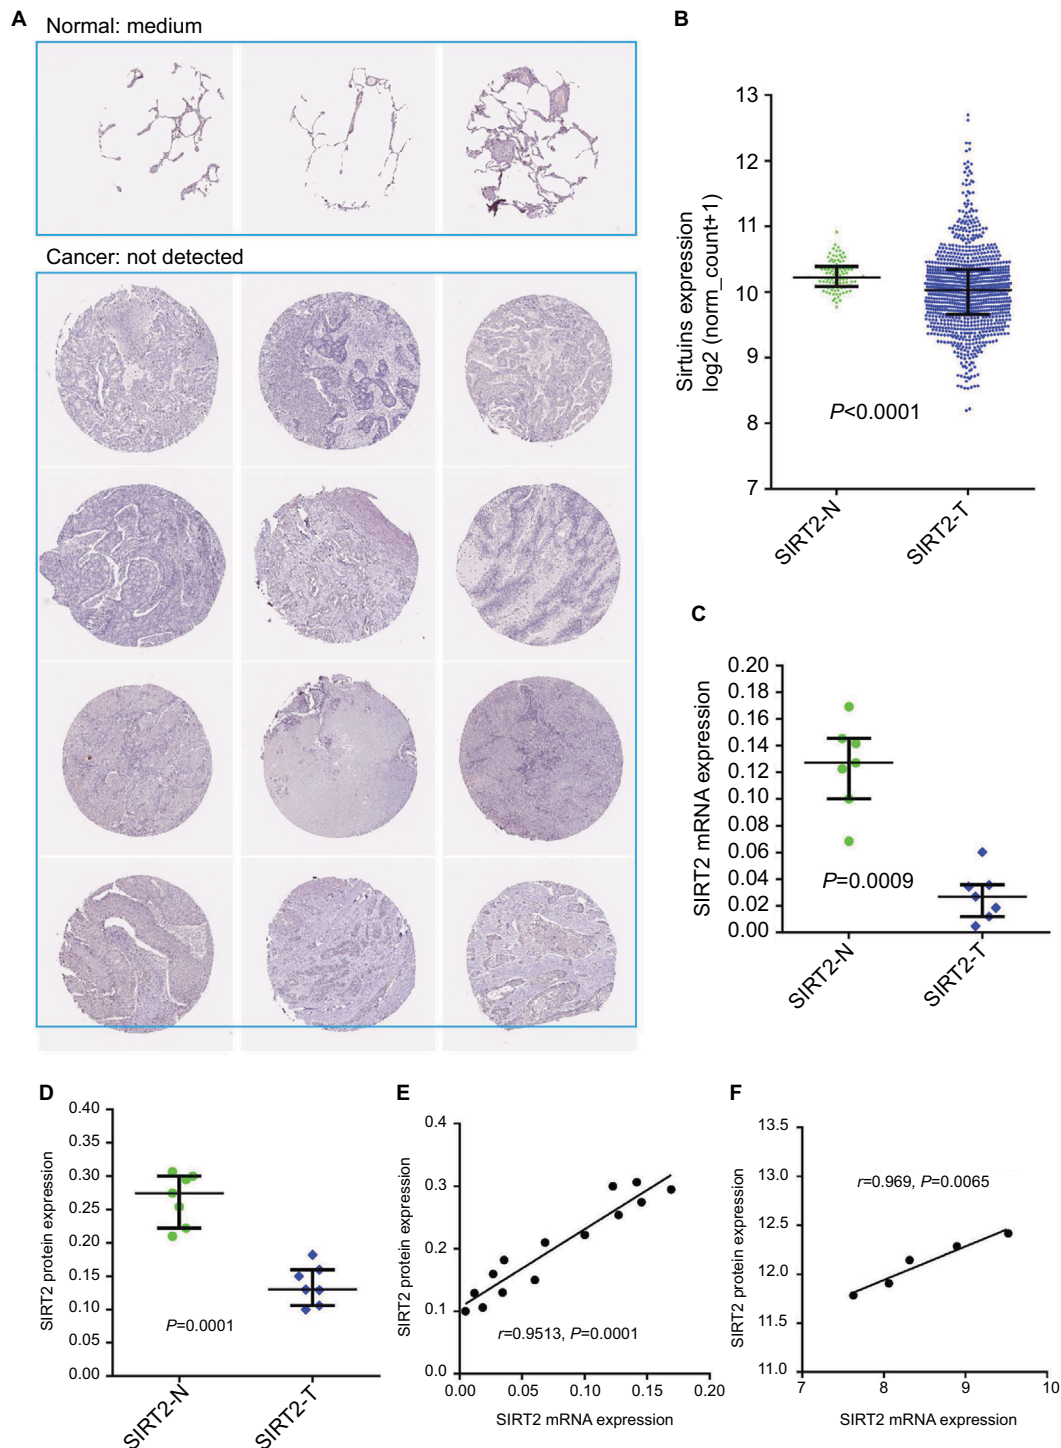 A
Normal: medium
Cancer: not detected
B
Sirtuins expression
log2 (norm_count+1)
13
12
11
10
9
8
7
P<0.0001
SIRT2-N
SIRT2-T
C
SIRT2 mRNA expression
0.20
0.18
0.16
0.14
0.12
0.10
0.08
0.06
0.04
0.02
0.00
P=0.0009
SIRT2-N
SIRT2-T
D
SIRT2 protein expression
0.40
0.35
0.30
0.25
0.20
0.15
0.10
0.05
0.00
P=0.0001
SIRT2-N
SIRT2-T
E
SIRT2 protein expression
0.4
0.3
0.2
0.1
0.0
r=0.9513, P=0.0001
0.00 0.05 0.10 0.15 0.20
SIRT2 mRNA expression
F
SIRT2 protein expression
13.5
13.0
12.5
12.0
11.5
11.0
r=0.969, P=0.0065
7 8 9 10
SIRT2 mRNA expression